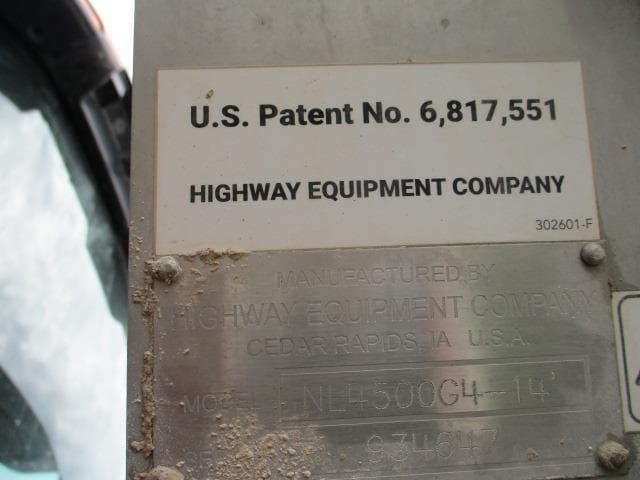 U.S. Patent No. 6,817,551
HIGHWAY EQUIPMENT COMPANY
302601-F
MANUFACTURED BY
HIGHWAY EQUIPMENT COMPANY
CEDAR RAPIDS, IA U.S.A.
MODEL NL4500G4-14'
934647